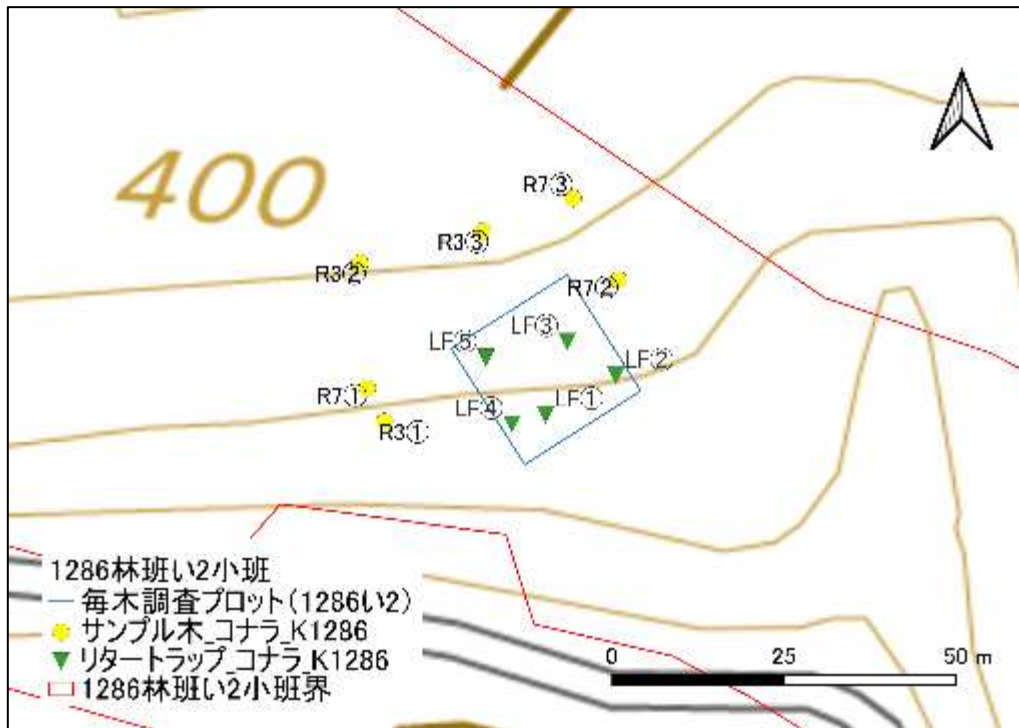 400
R7③
R3③
R3②
R7②
LF③
LF⑤
LF②
R7①
LF④
LF①
R3①
1286林班い2小班
毎木調査プロット(1286い2)
サンプル木_コナラ_K1286
リタートラップ_コナラ_K1286
1286林班い2小班界
0 25 50 m